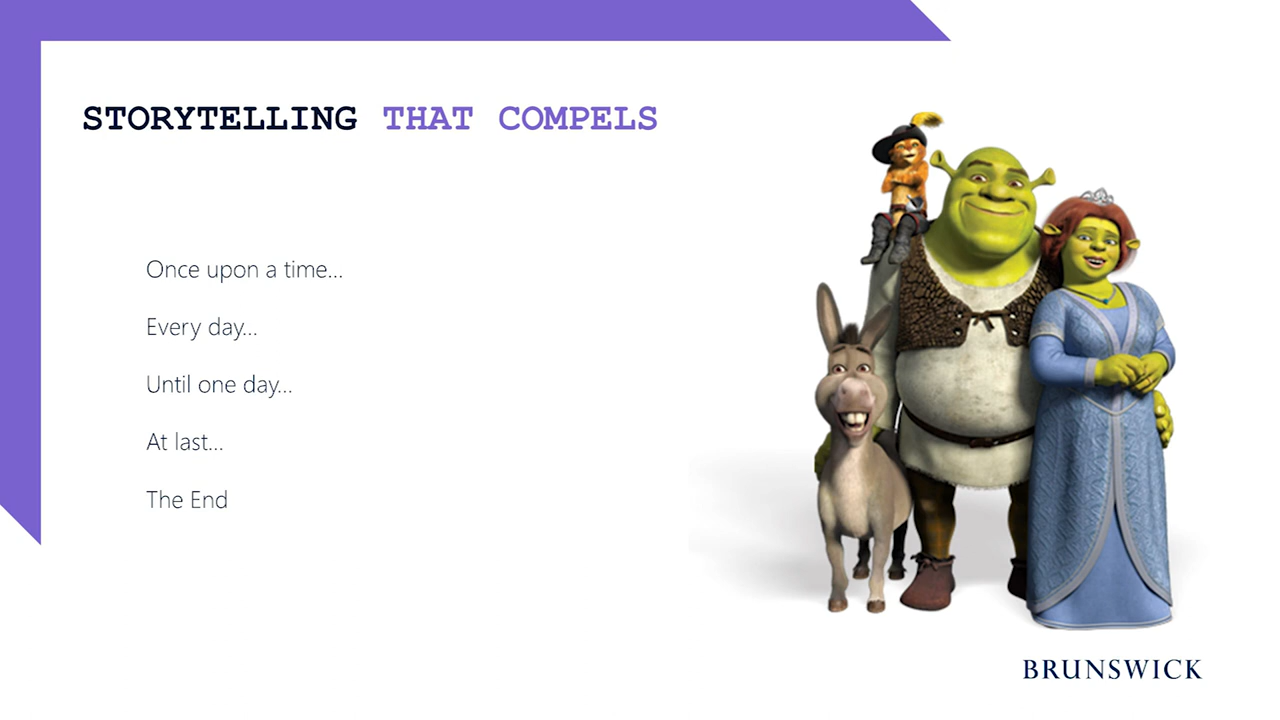 STORYTELLING THAT COMPELS
Once upon a time...
Every day...
Until one day...
At last...
The End
BRUNSWICK